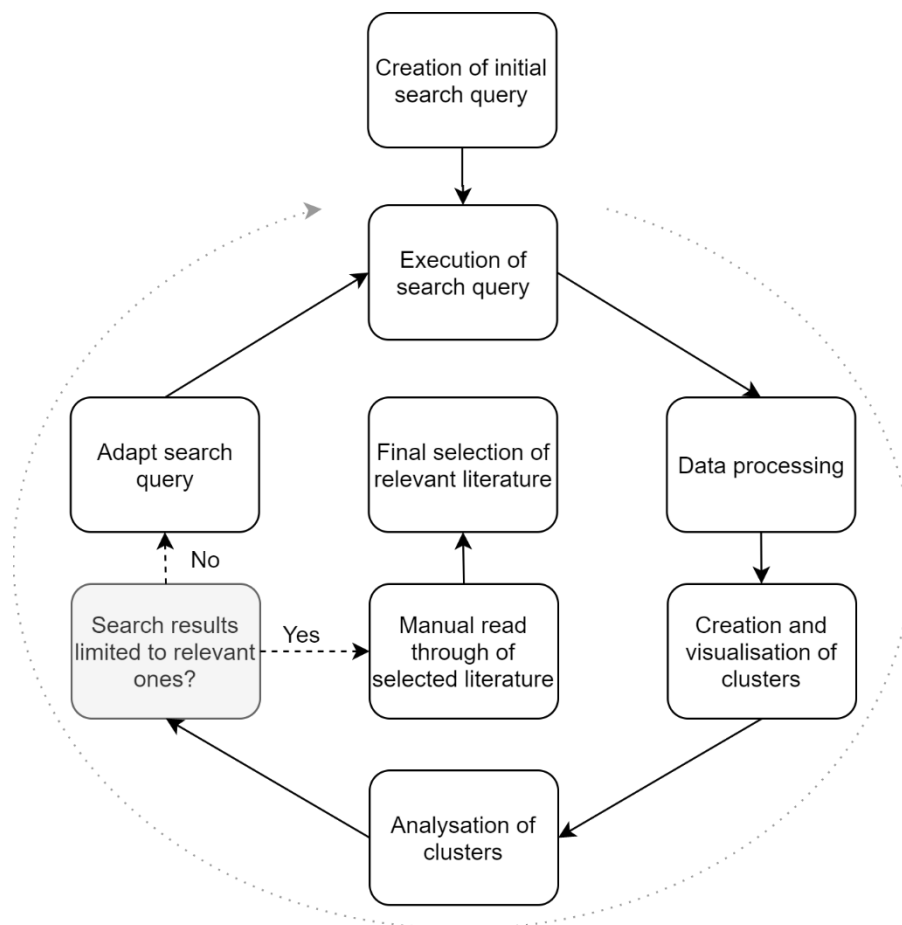 Creation of initial
search query
Execution of
search query
Adapt search
query
Final selection of
relevant literature
Data processing
No
Search results
limited to relevant
ones?
Yes
Manual read
through of
selected literature
Creation and
visualisation of
clusters
Analysation of
clusters